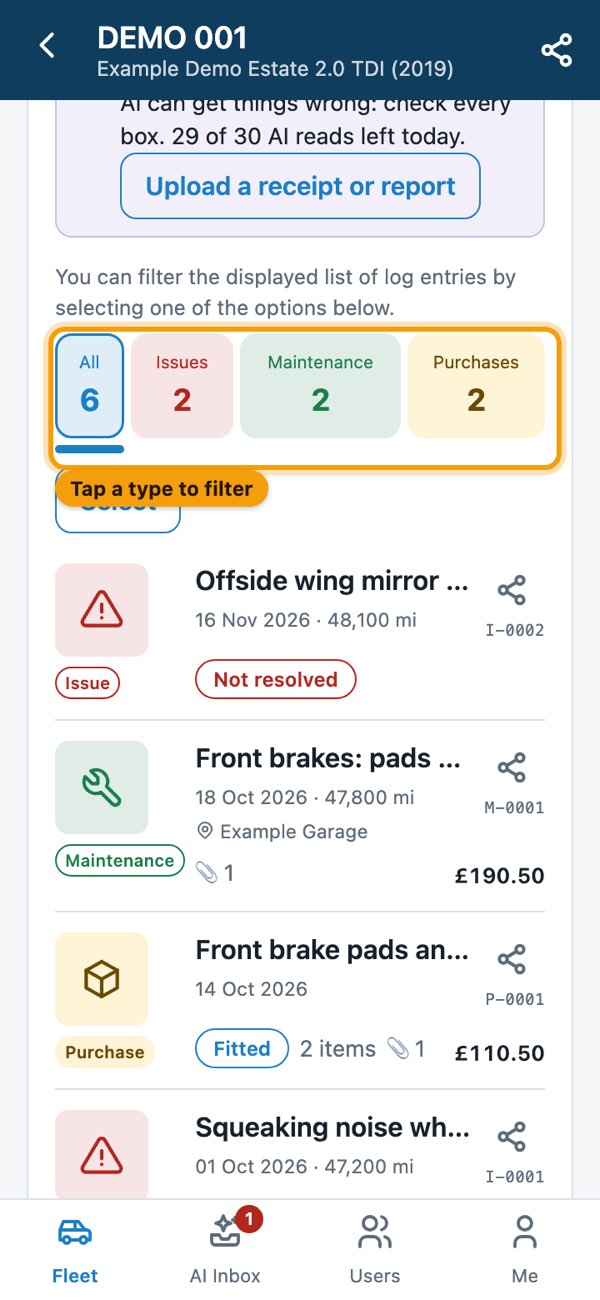 DEMO 001
Example Demo Estate 2.0 TDI (2019)
AI can get things wrong: check every
box. 29 of 30 AI reads left today.
Upload a receipt or report
You can filter the displayed list of log entries by
selecting one of the options below.
All
6
Issues
2
Maintenance
2
Purchases
2
Tap a type to filter
Select
Offside wing mirror ...
16 Nov 2026 · 48,100 mi
I-0002
Issue
Not resolved
Front brakes: pads ...
18 Oct 2026 · 47,800 mi
M-0001
Example Garage
Maintenance
1
£190.50
Front brake pads an...
14 Oct 2026
P-0001
Purchase
Fitted
2 items
1
£110.50
Squeaking noise wh...
01 Oct 2026 · 47,200 mi
I-0001
1
Fleet
AI Inbox
Users
Me